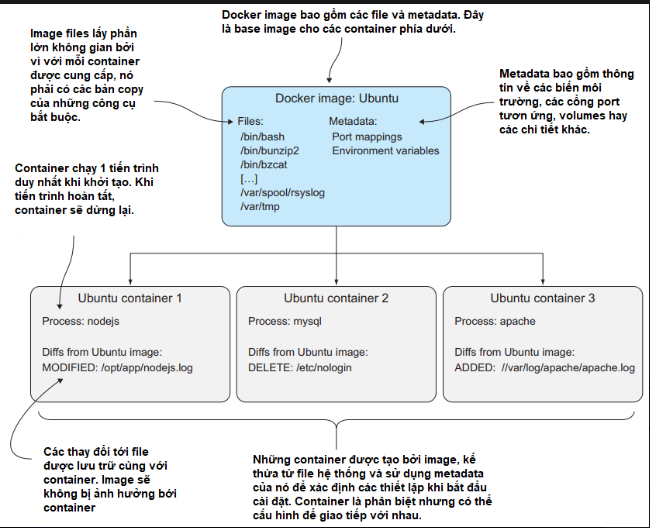 Docker image bao gồm các file và metadata. Đây
là base image cho các container phía dưới.
Image files lấy phần
lớn không gian bởi
vì với mỗi container
được cung cấp, nó
phải có các bản copy
của những công cụ
bắt buộc.
Metadata bao gồm thông
tin về các biến môi
trường, các cổng port
tươn ứng, volumes hay
các chi tiết khác.
Docker image: Ubuntu
Files:
/bin/bash
/bin/bunzip2
/bin/bzcat
[…]
/var/spool/rsyslog
/var/tmp
Metadata:
Port mappings
Environment variables
Container chạy 1 tiến trình
duy nhất khi khởi tạo. Khi
tiến trình hoàn tất,
container sẽ dừng lại.
Ubuntu container 1
Process: nodejs
Diffs from Ubuntu image:
MODIFIED: /opt/app/nodejs.log
Ubuntu container 2
Process: mysql
Diffs from Ubuntu image:
DELETE: /etc/nologin
Ubuntu container 3
Process: apache
Diffs from Ubuntu image:
ADDED: //var/log/apache/apache.log
Các thay đổi tới file
được lưu trữ cùng với
container. Image sẽ
không bị ảnh hưởng bởi
container
Những container được tạo bởi image, kế
thừa từ file hệ thống và sử dụng metadata
của nó để xác định các thiết lập khi bắt đầu
cài đặt. Container là phân biệt nhưng có thể
cấu hình để giao tiếp với nhau.